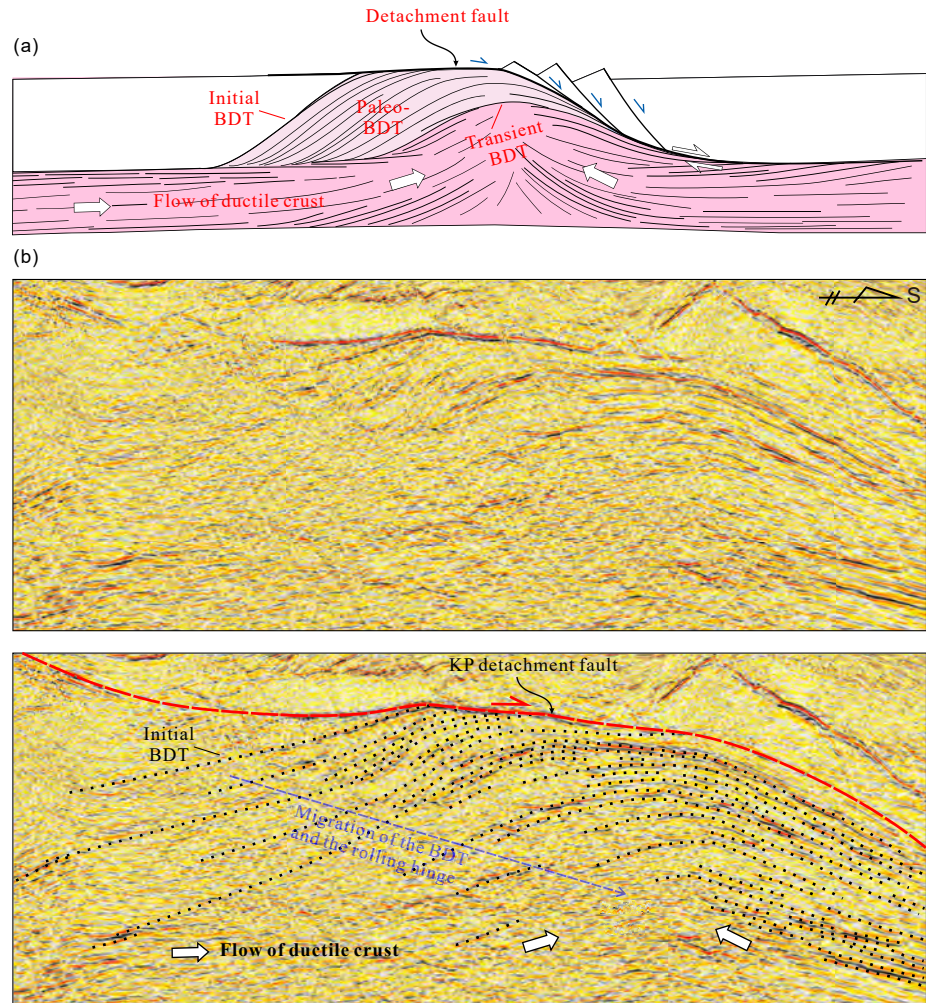 (a)
Detachment fault
Initial
BDT
Paleo-
BDT
Transient
BDT
Flow of ductile crust
(b)
S
KP detachment fault
Initial
BDT
Migration of the BDT
and the rolling hinge
Flow of ductile crust